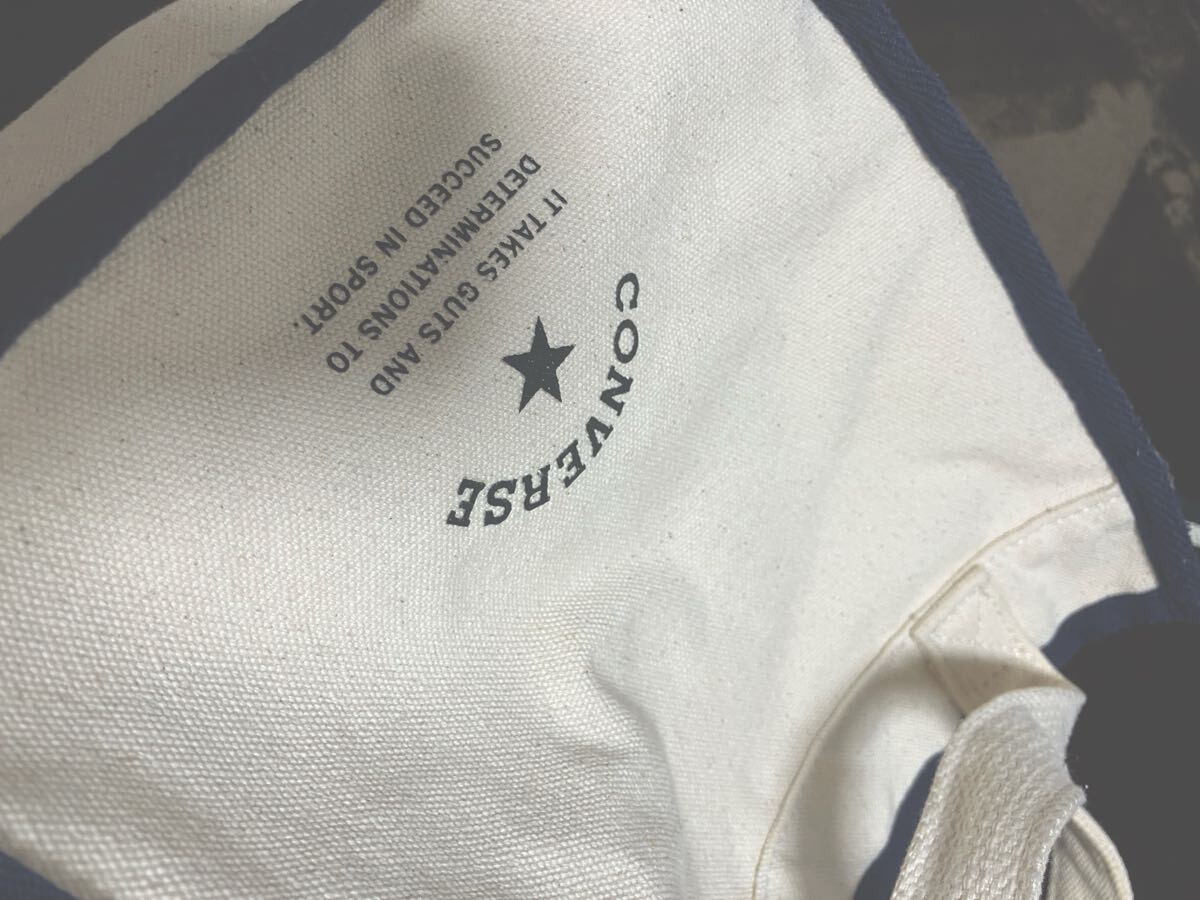 CONVERSE
IT TAKES GUTS AND
DETERMINATIONS TO
SUCCEED IN SPORT.